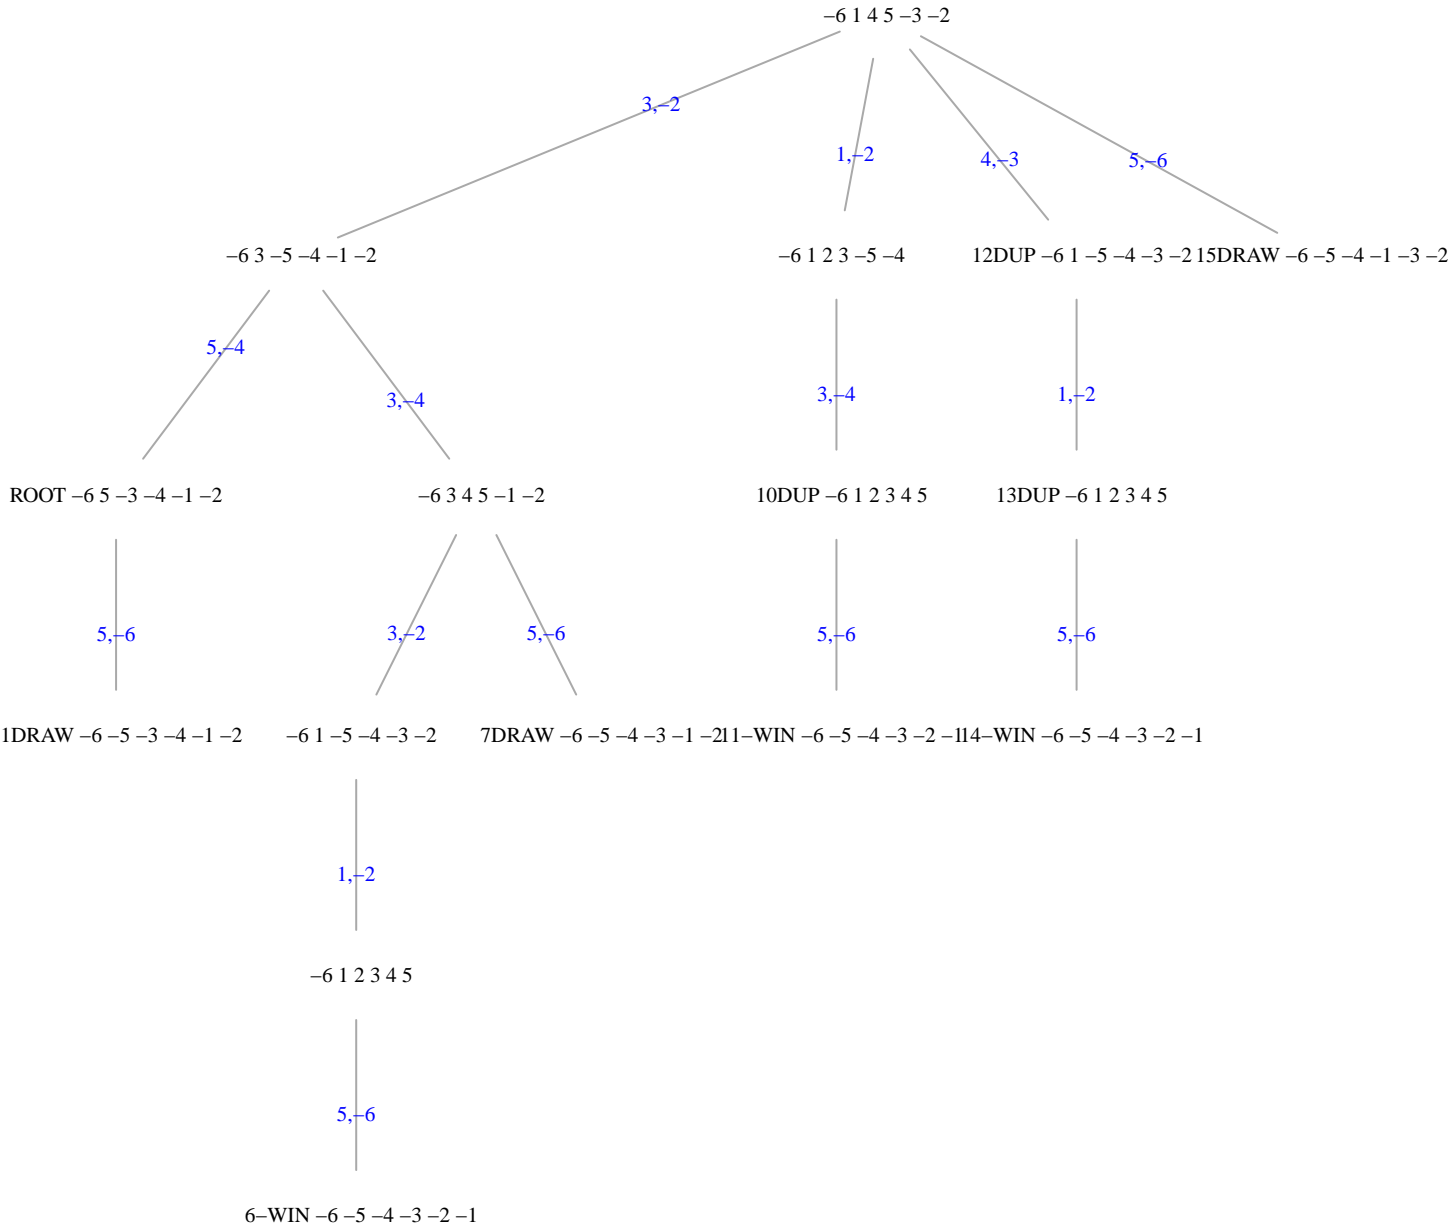 −6 1 4 5 −3 −2
3,−2
1,−2
4,−3
5,−6
−6 3 −5 −4 −1 −2
−6 1 2 3 −5 −4
12DUP −6 1 −5 −4 −3 −2
15DRAW −6 −5 −4 −1 −3 −2
5,−4
3,−4
3,−4
1,−2
ROOT −6 5 −3 −4 −1 −2
−6 3 4 5 −1 −2
10DUP −6 1 2 3 4 5
13DUP −6 1 2 3 4 5
5,−6
3,−2
5,−6
5,−6
5,−6
1DRAW −6 −5 −3 −4 −1 −2
−6 1 −5 −4 −3 −2
7DRAW −6 −5 −4 −3 −1 −2
11−WIN −6 −5 −4 −3 −2 −1
14−WIN −6 −5 −4 −3 −2 −1
1,−2
−6 1 2 3 4 5
5,−6
6−WIN −6 −5 −4 −3 −2 −1